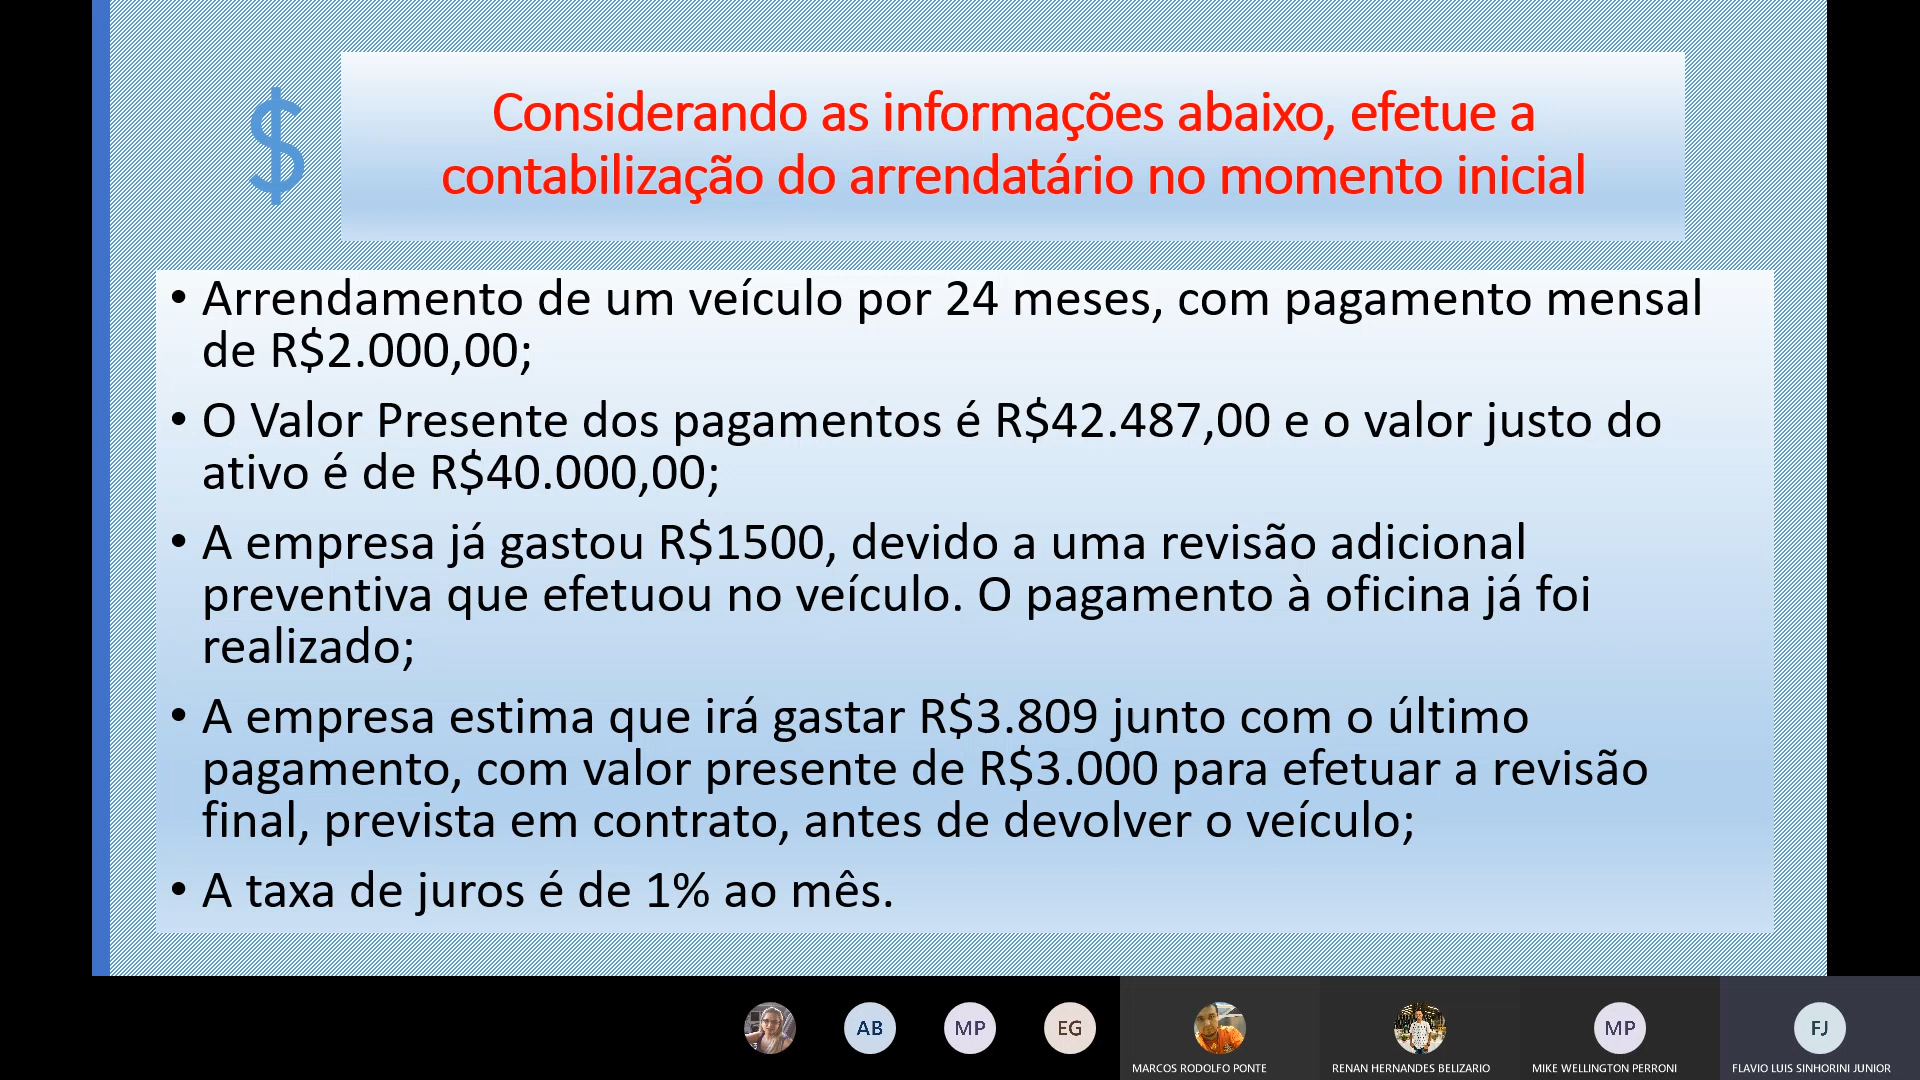 $
Considerando as informações abaixo, efetue a
contabilização do arrendatário no momento inicial
• Arrendamento de um veículo por 24 meses, com pagamento mensal
de R$2.000,00;
• O Valor Presente dos pagamentos é R$42.487,00 e o valor justo do
ativo é de R$40.000,00;
• A empresa já gastou R$1500, devido a uma revisão adicional
preventiva que efetuou no veículo. O pagamento à oficina já foi
realizado;
• A empresa estima que irá gastar R$3.809 junto com o último
pagamento, com valor presente de R$3.000 para efetuar a revisão
final, prevista em contrato, antes de devolver o veículo;
• A taxa de juros é de 1% ao mês.
AB
MP
EG
MP
FJ
MARCOS RODOLFO PONTE
RENAN HERNANDES BELIZARIO
MIKE WELLINGTON PERRONI
FLAVIO LUIS SINHORINI JUNIOR